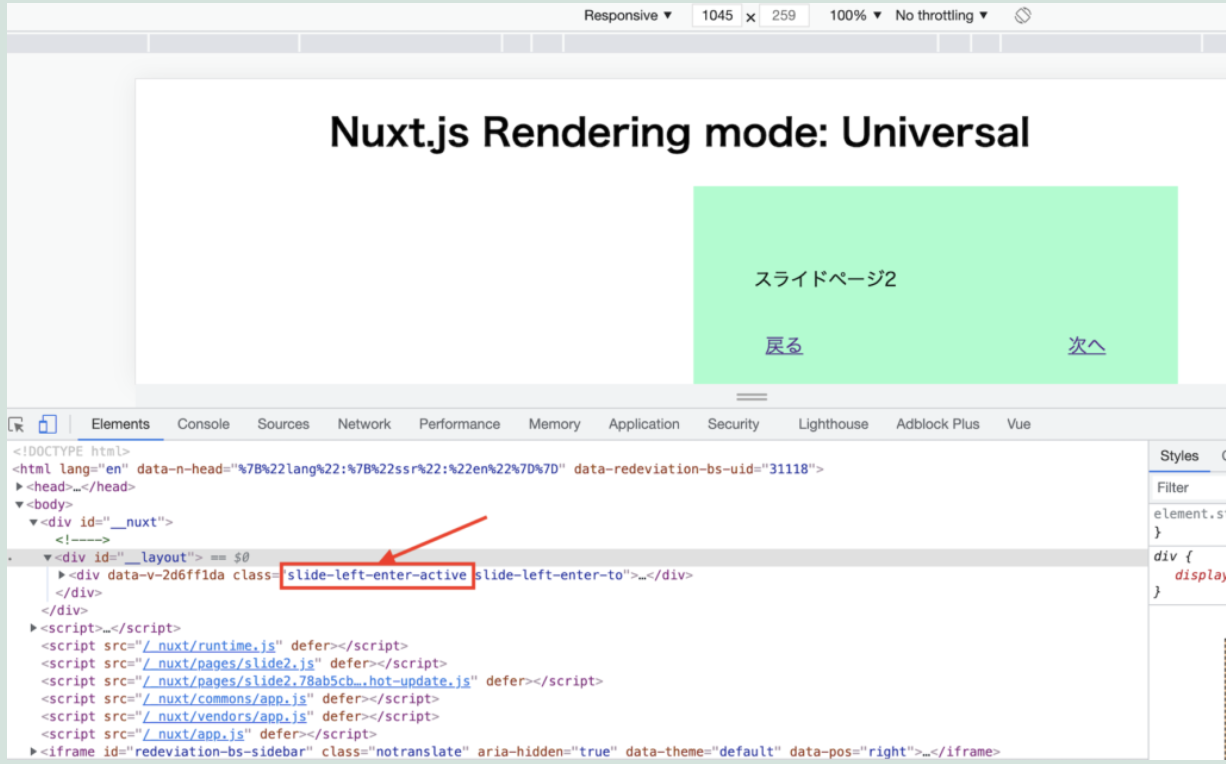 Responsive ▼ 1045 x 259 100% ▼ No throttling ▼
Nuxt.js Rendering mode: Universal
スライドページ2
戻る 次へ
Elements Console Sources Network Performance Memory Application Security Lighthouse Adblock Plus Vue
<!DOCTYPE html>
<html lang="en" data-n-head="%7B%22lang%22:%7B%22ssr%22:%22en%22%7D%7D" data-redeviation-bs-uid="31118">
▶<head>…</head>
▼<body>
▼<div id="__nuxt">
<!---->
▼<div id="__layout"> == $0
▶<div data-v-2d6ff1da class="slide-left-enter-active slide-left-enter-to">…</div>
</div>
</div>
▶<script>…</script>
<script src="/_nuxt/runtime.js" defer></script>
<script src="/_nuxt/pages/slide2.js" defer></script>
<script src="/_nuxt/pages/slide2.78ab5cb….hot-update.js" defer></script>
<script src="/_nuxt/commons/app.js" defer></script>
<script src="/_nuxt/vendors/app.js" defer></script>
<script src="/_nuxt/app.js" defer></script>
▶<iframe id="redeviation-bs-sidebar" class="notranslate" aria-hidden="true" data-theme="default" data-pos="right">…</iframe>
Styles
Filter
element.st
}
div {
display
}